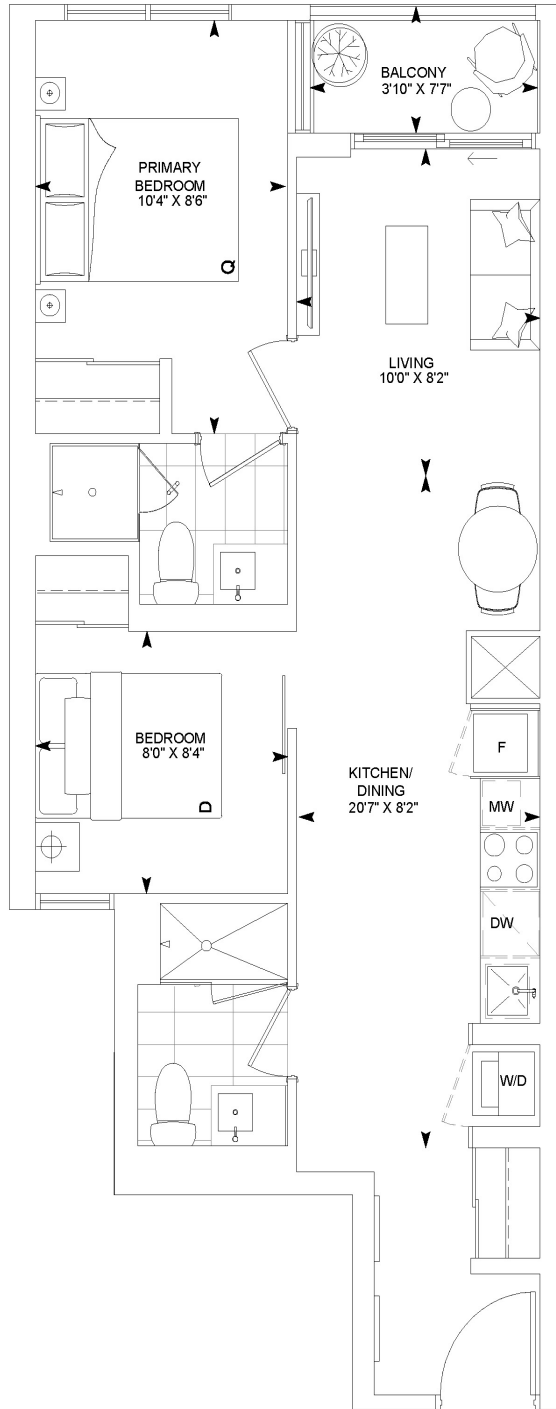 BALCONY
3'10" X 7'7"
PRIMARY
BEDROOM
10'4" X 8'6"
Q
LIVING
10'0" X 8'2"
BEDROOM
8'0" X 8'4"
D
KITCHEN/
DINING
20'7" X 8'2"
F
MW
DW
W/D